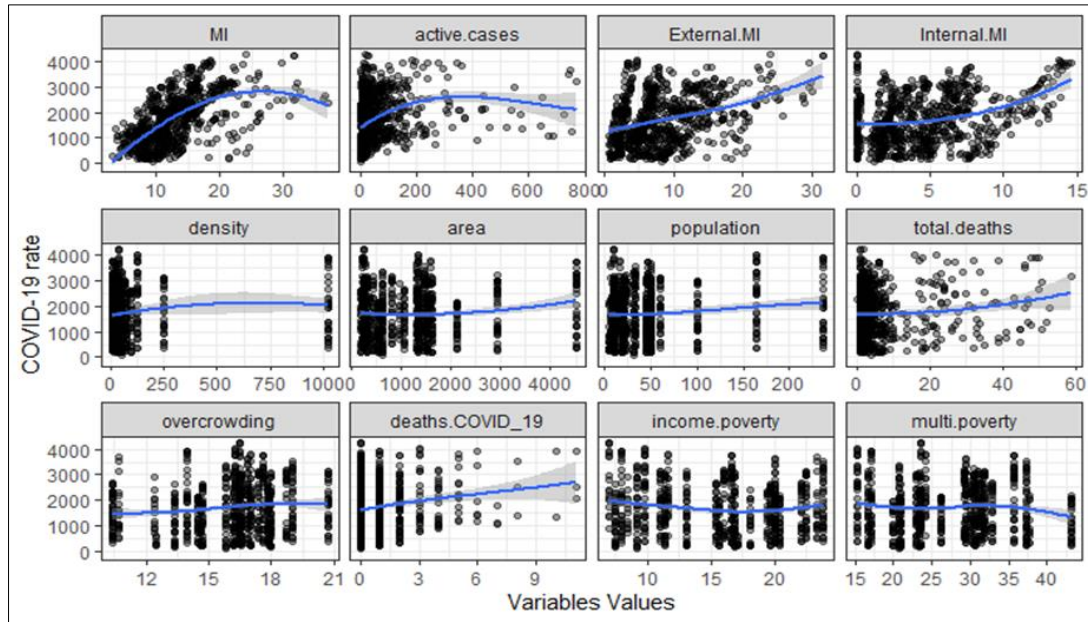 MI active.cases External.MI Internal.MI
4000
3000
2000
1000
0
10 20 30 0 200 400 600 800 0 10 20 30 0 5 10 15
density area population total.deaths
4000
3000
2000
1000
0
0 250 500 750 1000 0 1000 2000 3000 4000 0 50 100 150 200 0 20 40 60
overcrowding deaths.COVID_19 income.poverty multi.poverty
4000
3000
2000
1000
0
12 15 18 21 0 3 6 9 10 15 20 15 20 25 30 35 40
COVID-19 rate
Variables Values